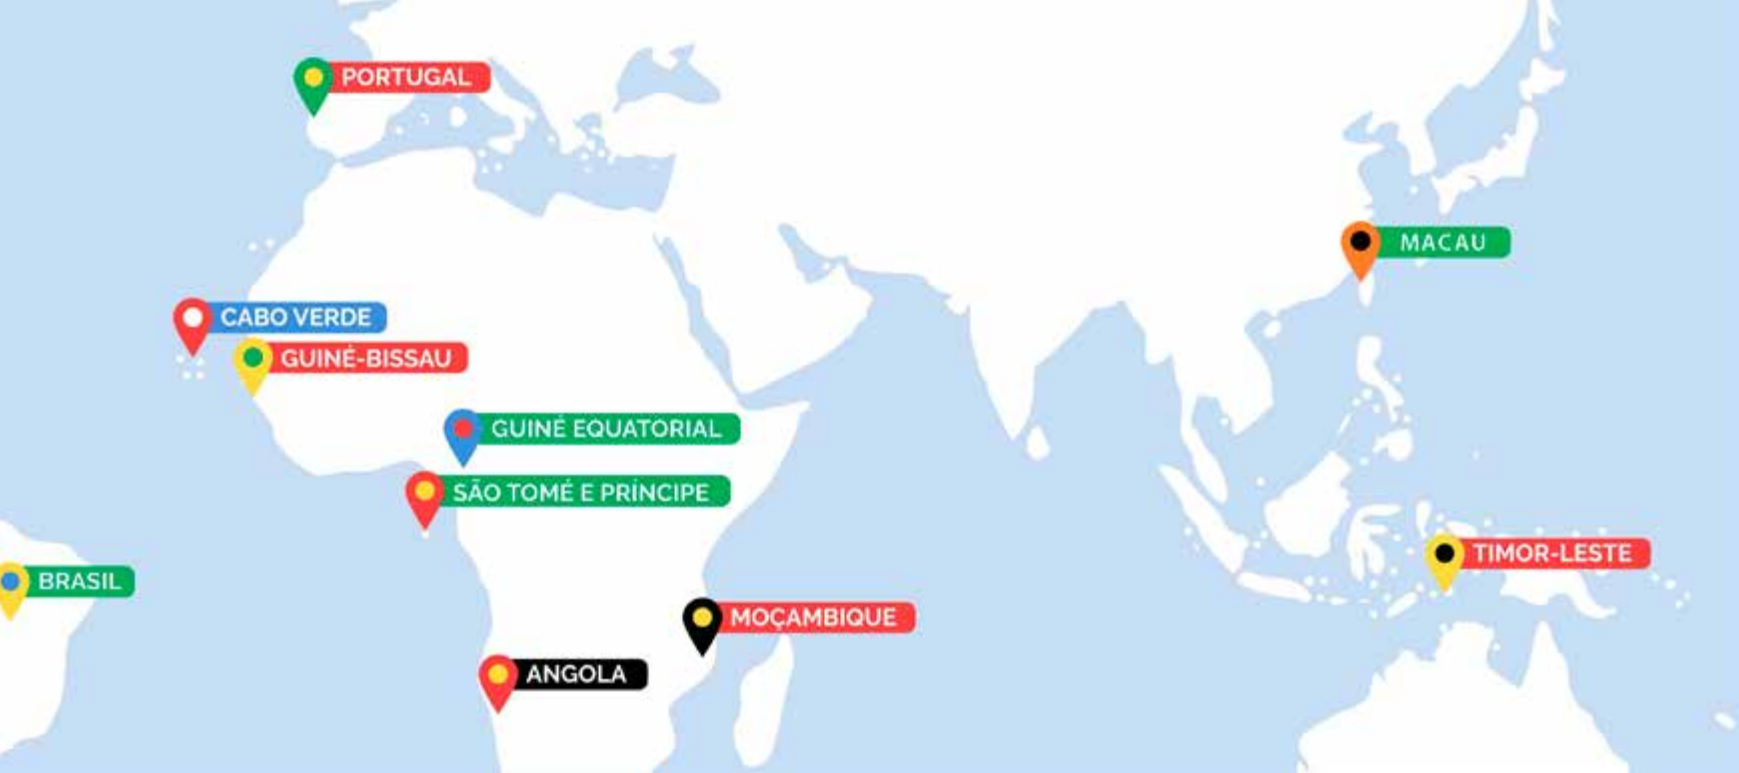 PORTUGAL
MACAU
CABO VERDE
GUINÉ-BISSAU
GUINÉ EQUATORIAL
SÃO TOMÉ E PRÍNCIPE
TIMOR-LESTE
BRASIL
MOÇAMBIQUE
ANGOLA